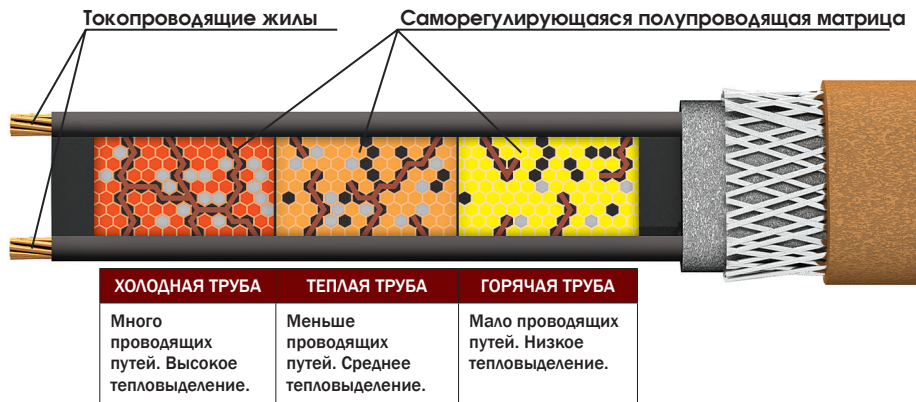 Токопроводящие жилы
Саморегулирующаяся полупроводящая матрица
ХОЛОДНАЯ ТРУБА
Много
проводящих
путей. Высокое
тепловыделение.
ТЕПЛАЯ ТРУБА
Меньше
проводящих
путей. Среднее
тепловыделение.
ГОРЯЧАЯ ТРУБА
Мало проводящих
путей. Низкое
тепловыделение.